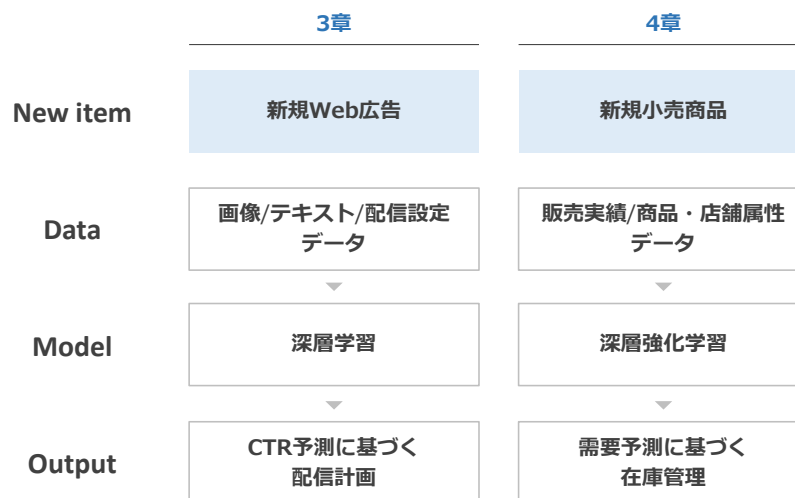 3章
4章
New item
新規Web広告
新規小売商品
Data
画像/テキスト/配信設定
データ
販売実績/商品・店舗属性
データ
Model
深層学習
深層強化学習
Output
CTR予測に基づく
配信計画
需要予測に基づく
在庫管理